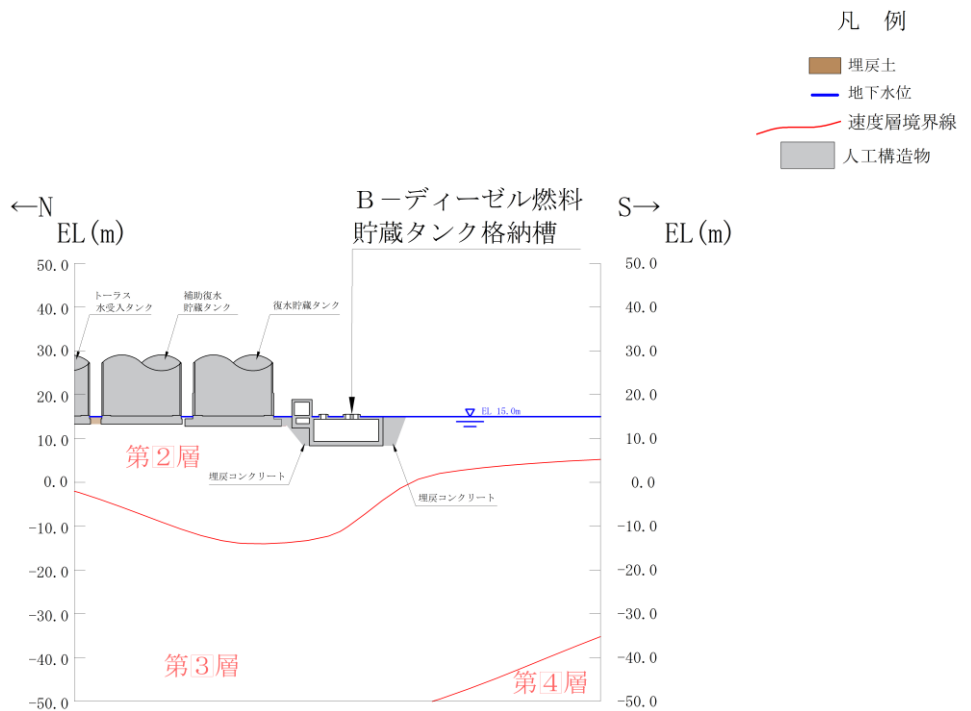 凡 例
埋戻土
地下水位
速度層境界線
人工構造物
←N
EL(m)
B－ディーゼル燃料
貯蔵タンク格納槽
S→
EL(m)
50.0
40.0
30.0
20.0
10.0
0.0
-10.0
-20.0
-30.0
-40.0
-50.0
トーラス
水受入タンク
補助復水
貯蔵タンク
復水貯蔵タンク
EL 15.0m
第2層
埋戻コンクリート
埋戻コンクリート
第3層
第4層
50.0
40.0
30.0
20.0
10.0
0.0
-10.0
-20.0
-30.0
-40.0
-50.0